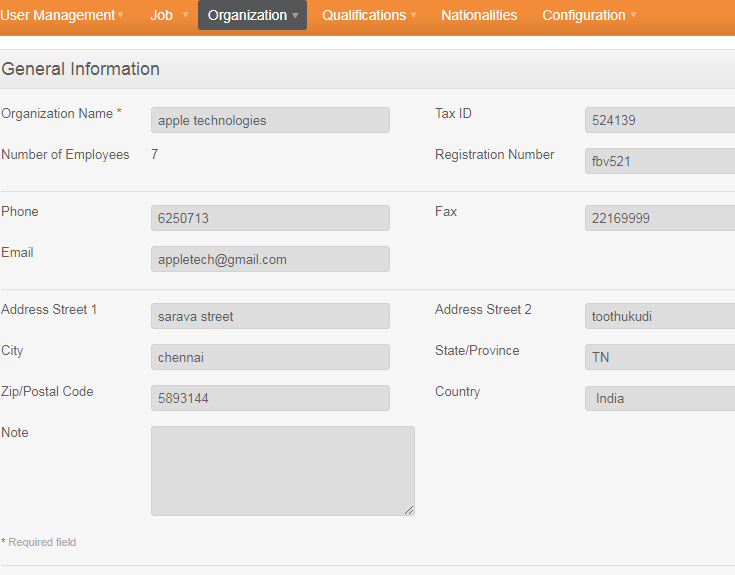 User Management Job Organization Qualifications Nationalities Configuration
General Information
Organization Name * apple technologies Tax ID 524139
Number of Employees 7 Registration Number fbv521
Phone 6250713 Fax 22169999
Email appletech@gmail.com
Address Street 1 sarava street Address Street 2 toothukudi
City chennai State/Province TN
Zip/Postal Code 5893144 Country India
Note
* Required field